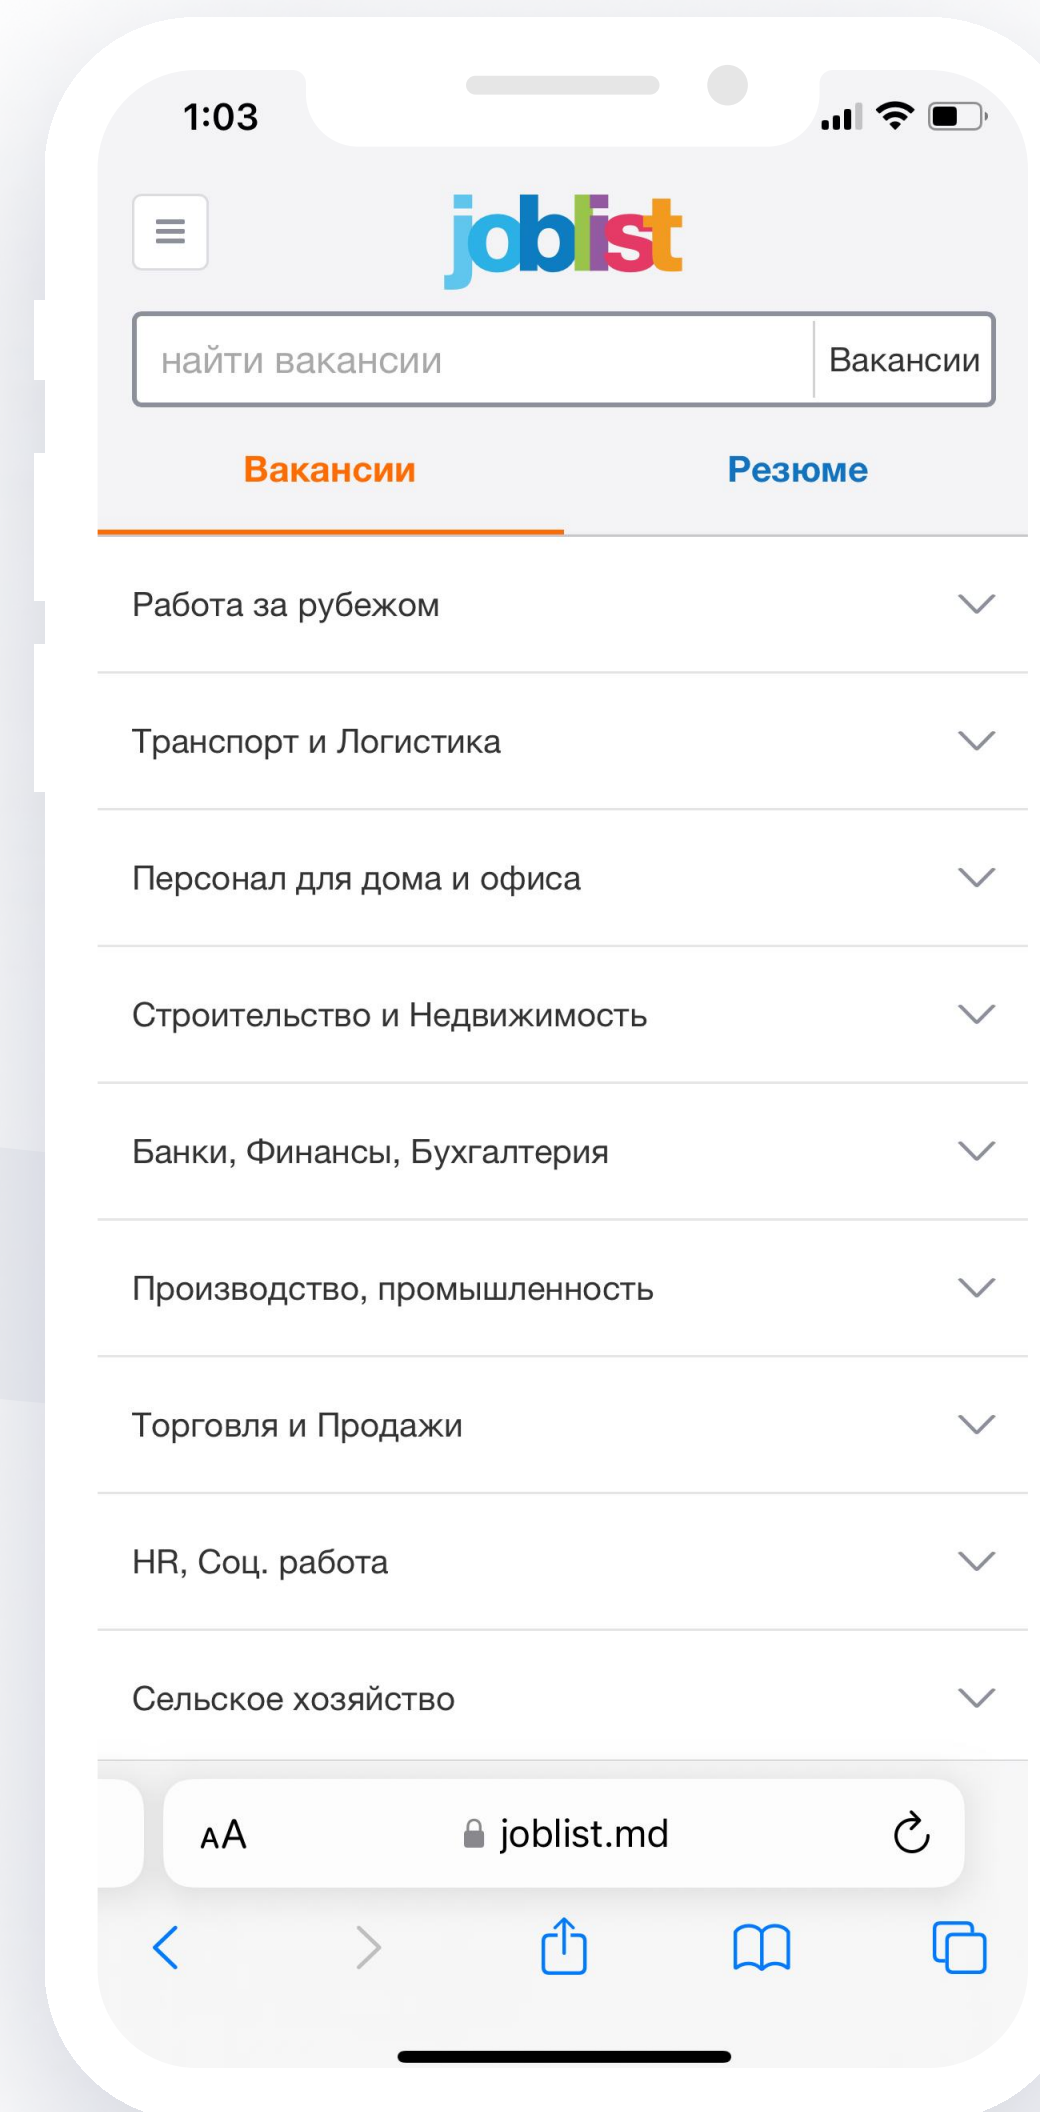 1:03
joblist
найти вакансии
Вакансии
Вакансии
Резюме
Работа за рубежом
Транспорт и Логистика
Персонал для дома и офиса
Строительство и Недвижимость
Банки, Финансы, Бухгалтерия
Производство, промышленность
Торговля и Продажи
HR, Соц. работа
Сельское хозяйство
AA
joblist.md